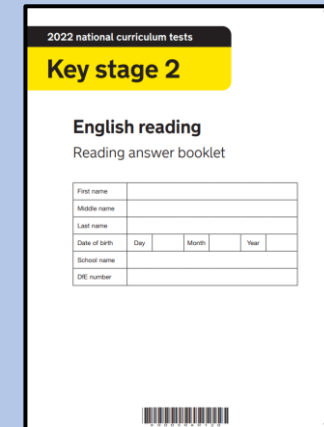 2022 national curriculum tests
Key stage 2
English reading
Reading answer booklet
First name
Middle name
Last name
Date of birth Day Month Year
School name
DfE number